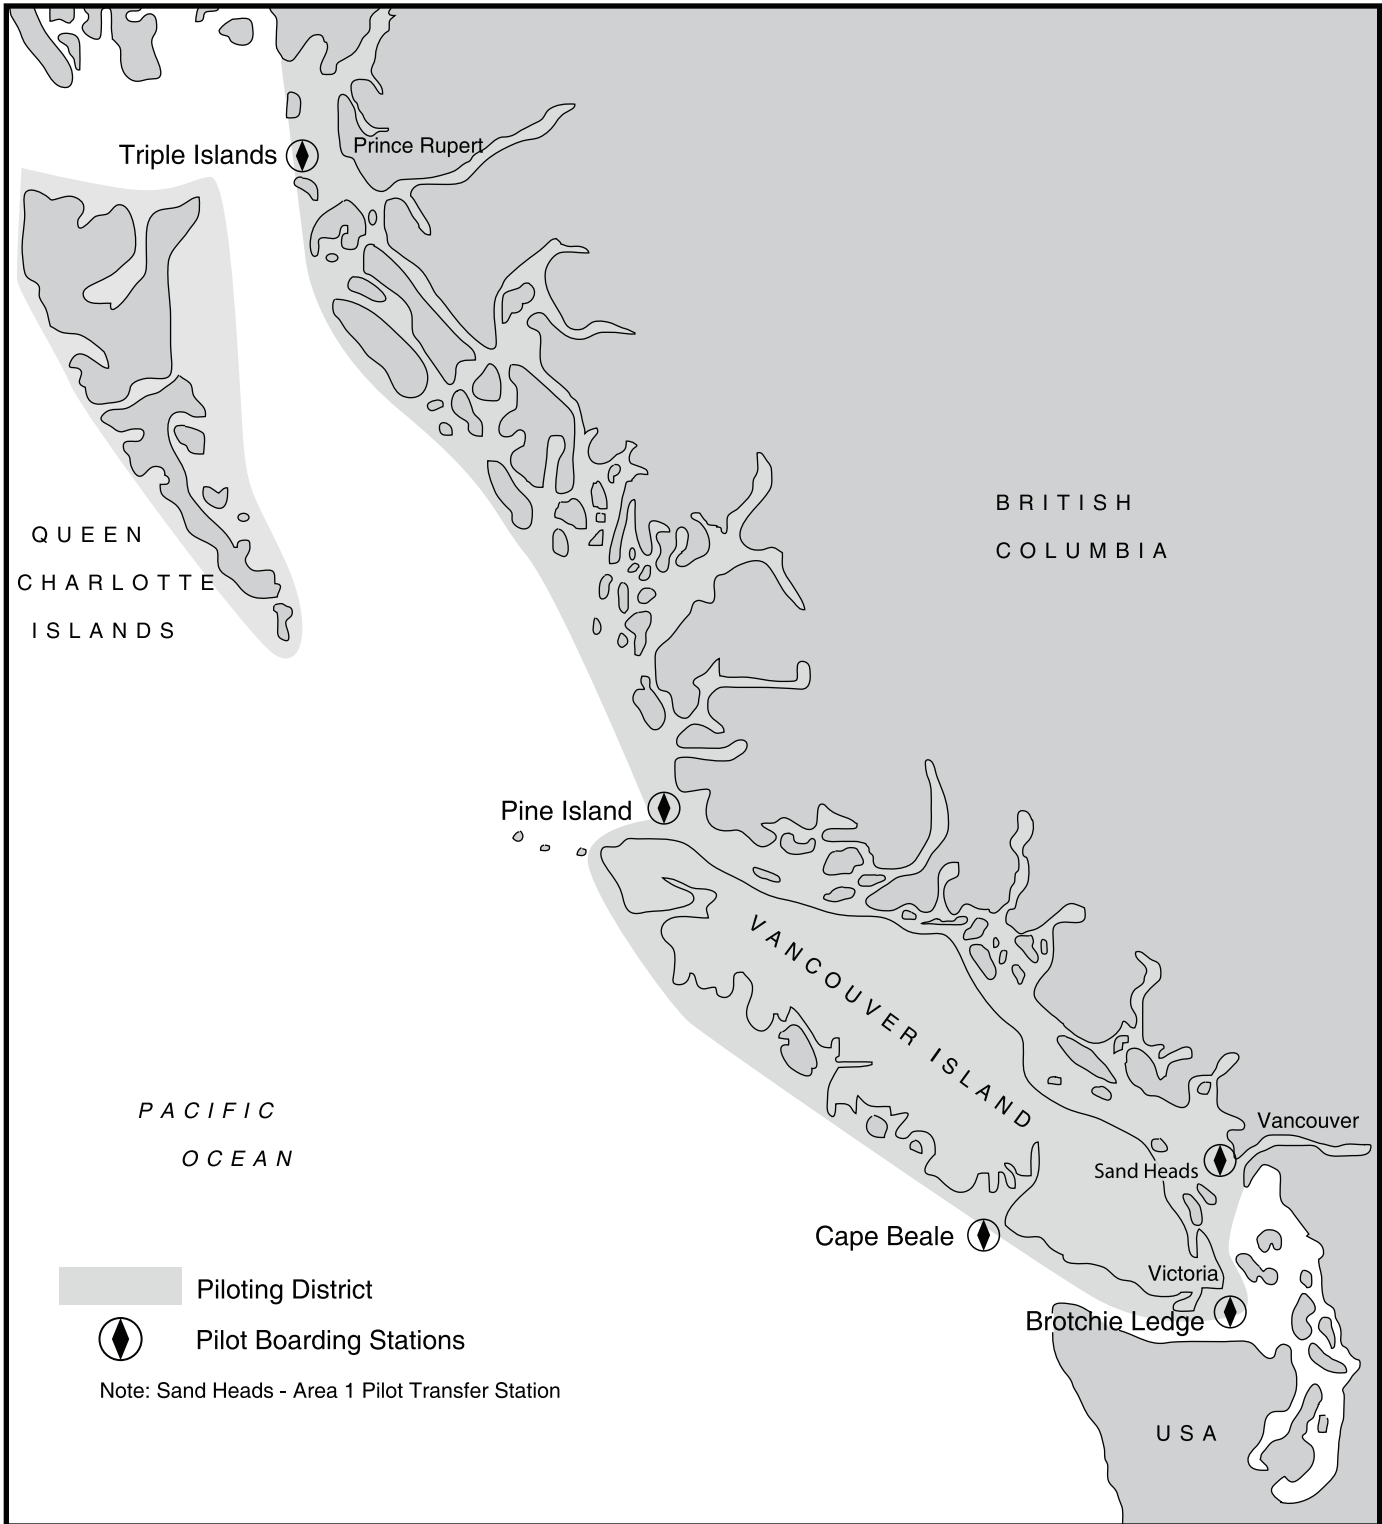 Triple Islands
Prince Rupert
QUEEN
CHARLOTTE
ISLANDS
BRITISH
COLUMBIA
Pine Island
VANCOUVER ISLAND
PACIFIC
OCEAN
Vancouver
Sand Heads
Cape Beale
Victoria
Brotchie Ledge
Piloting District
Pilot Boarding Stations
Note: Sand Heads - Area 1 Pilot Transfer Station
USA